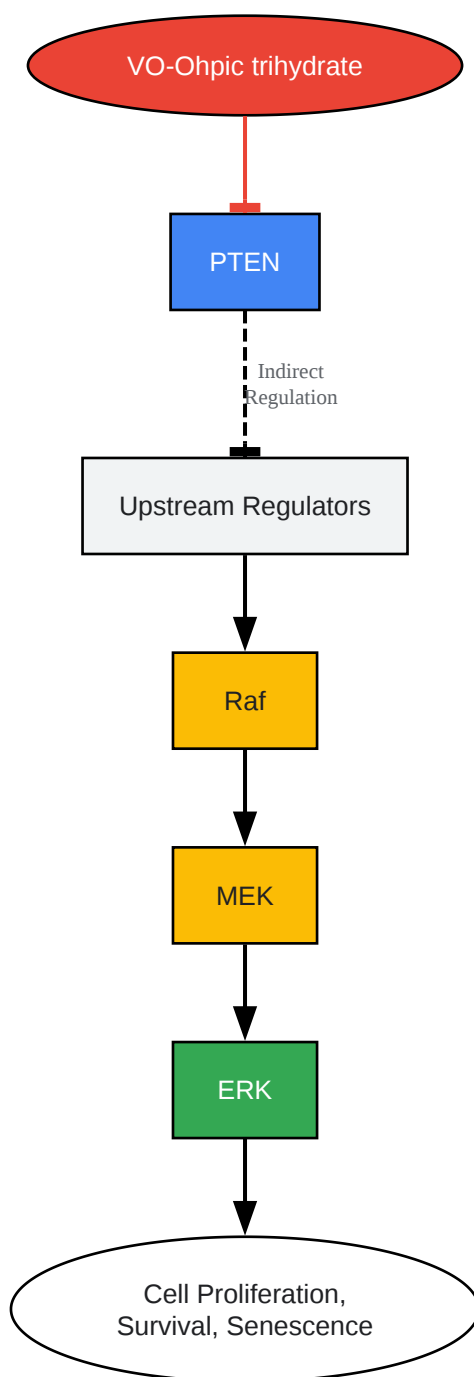 VO-Ohpic trihydrate
PTEN
Indirect
Regulation
Upstream Regulators
Raf
MEK
ERK
Cell Proliferation,
Survival, Senescence